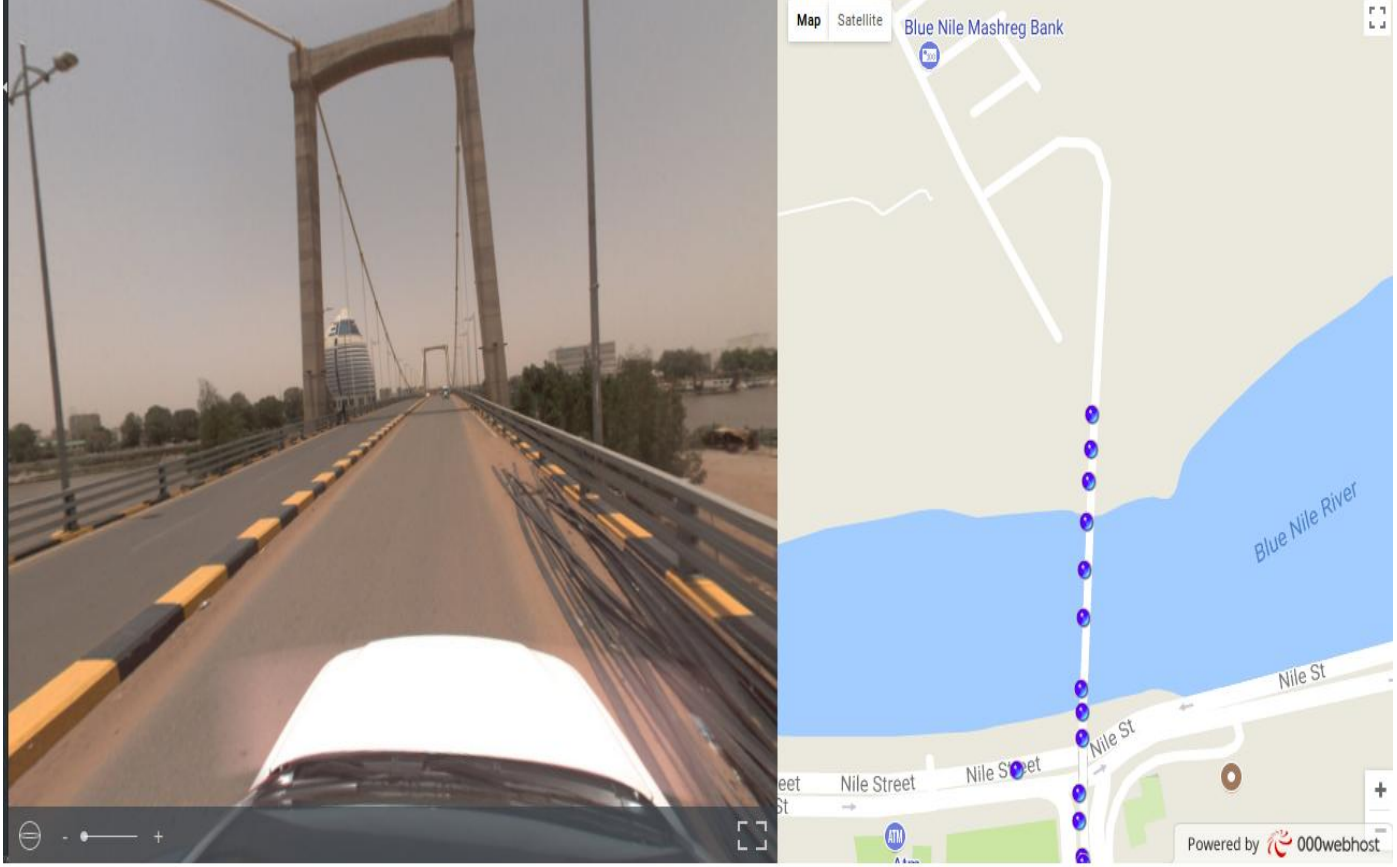 Map Satellite
Blue Nile Mashreg Bank
Blue Nile River
Nile St
Nile St
Nile Street
Nile St eet
eet
St
ATM
Powered by 000webhost
- +
+
-